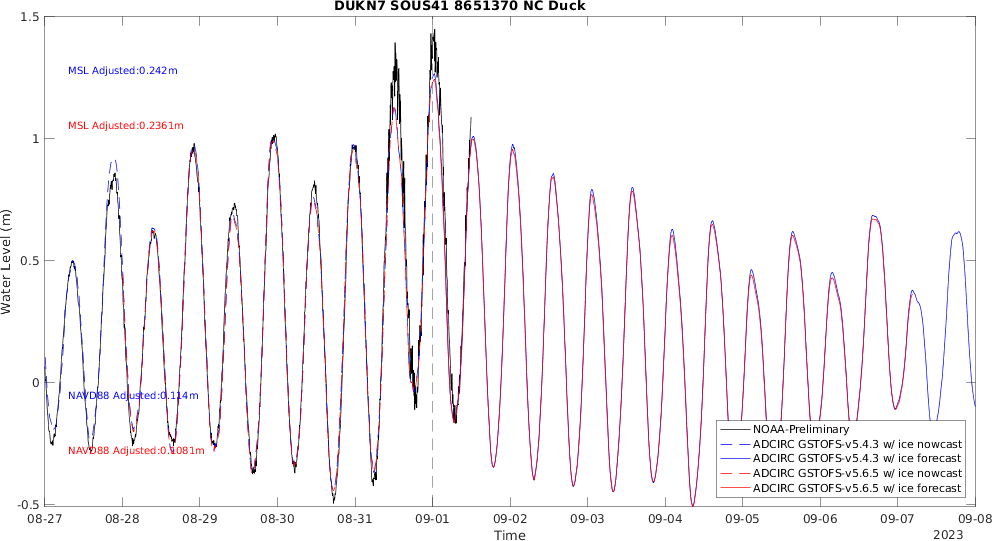 DUKN7 SOUS41 8651370 NC Duck
1.5
1
0.5
0
-0.5
Water Level (m)
MSL Adjusted:0.242m
MSL Adjusted:0.2361m
NAVD88 Adjusted:0.114m
NAVD88 Adjusted:0.1081m
NOAA-Preliminary
ADCIRC GSTOFS-v5.4.3 w/ ice nowcast
ADCIRC GSTOFS-v5.4.3 w/ ice forecast
ADCIRC GSTOFS-v5.6.5 w/ ice nowcast
ADCIRC GSTOFS-v5.6.5 w/ ice forecast
08-27 08-28 08-29 08-30 08-31 09-01 09-02 09-03 09-04 09-05 09-06 09-07 09-08
Time
2023